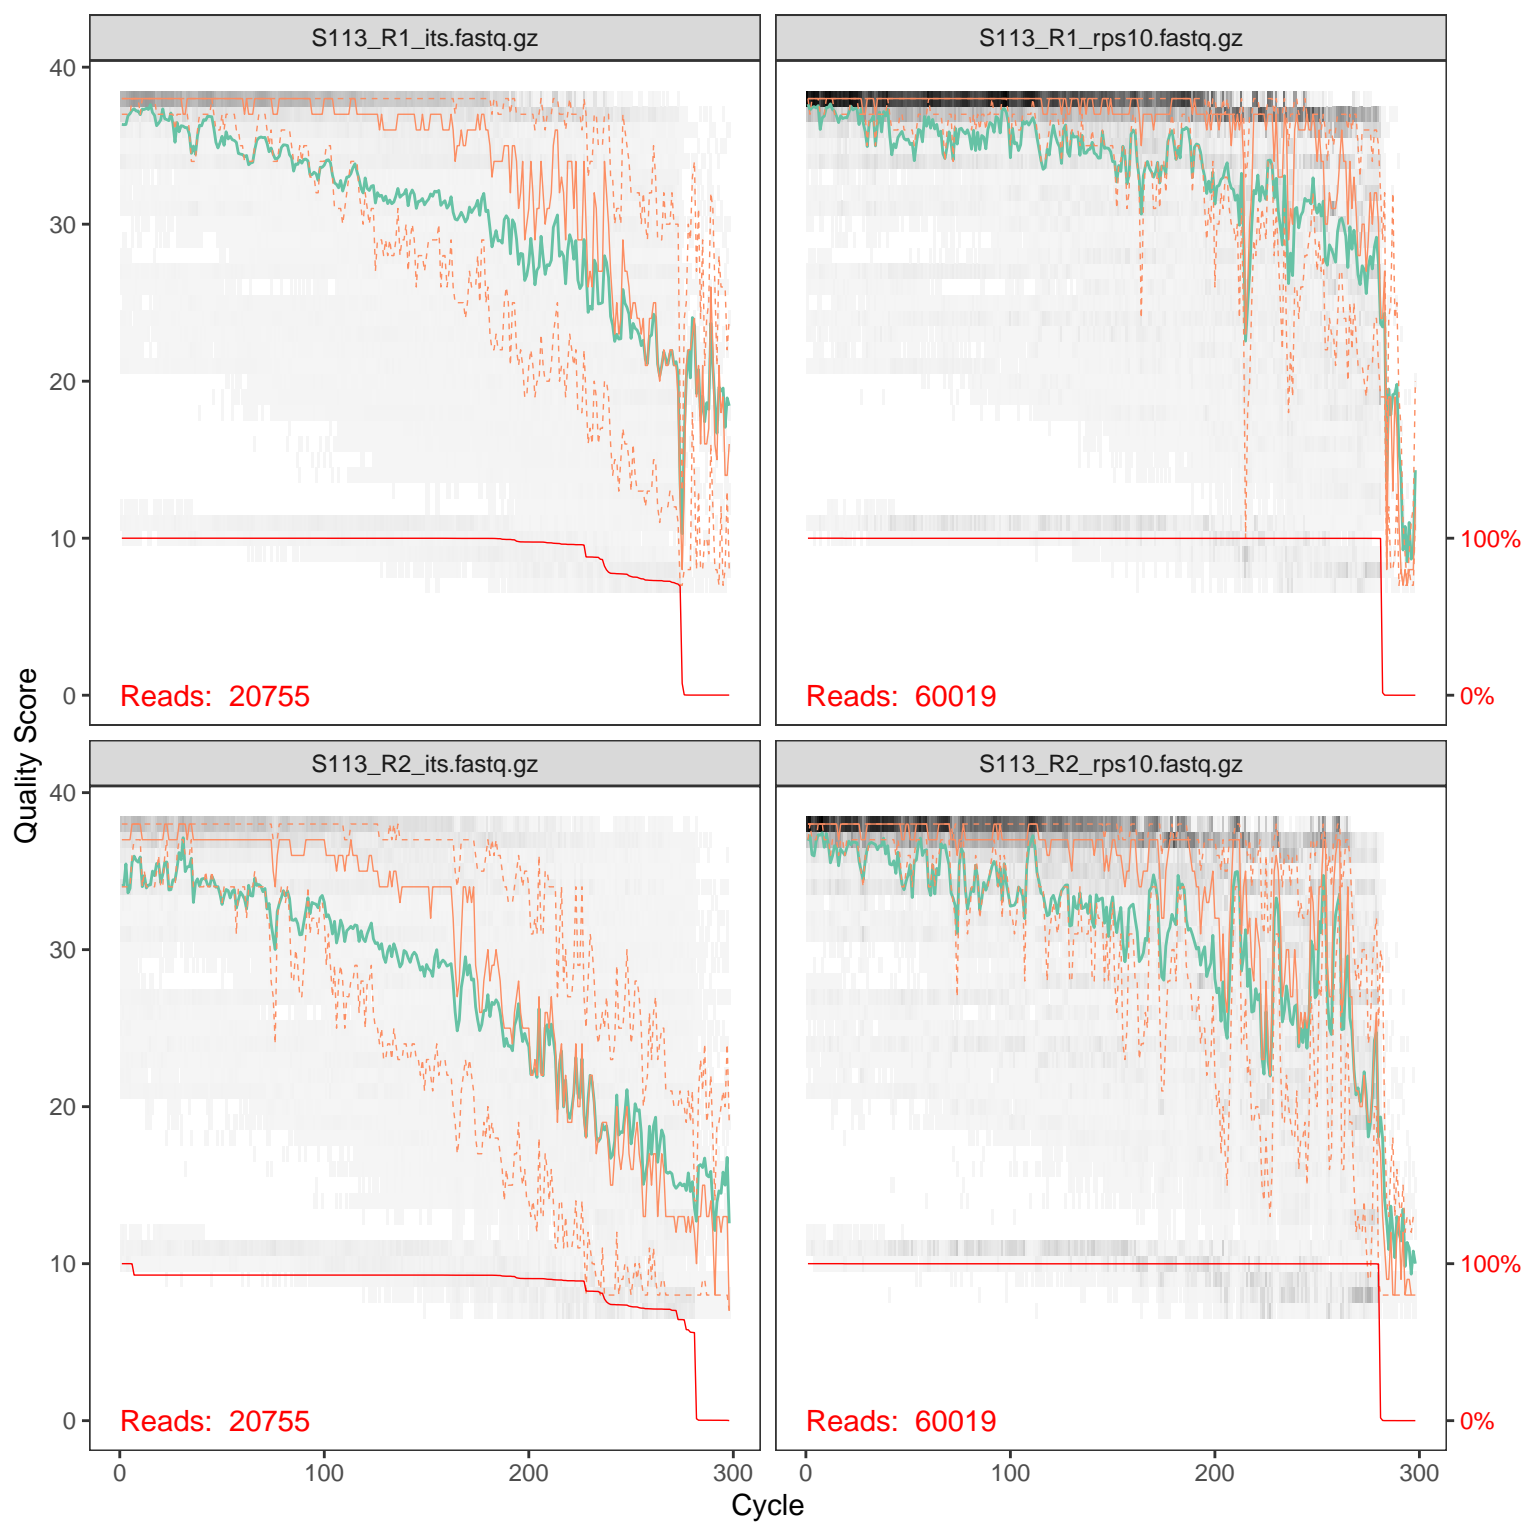 S113_R1_its.fastq.gz
S113_R1_rps10.fastq.gz
40
30
20
10
0
Reads:  20755
Reads:  60019
100%
0%
Quality Score
S113_R2_its.fastq.gz
S113_R2_rps10.fastq.gz
40
30
20
10
0
Reads:  20755
Reads:  60019
100%
0%
0 100 200 300
0 100 200 300
Cycle